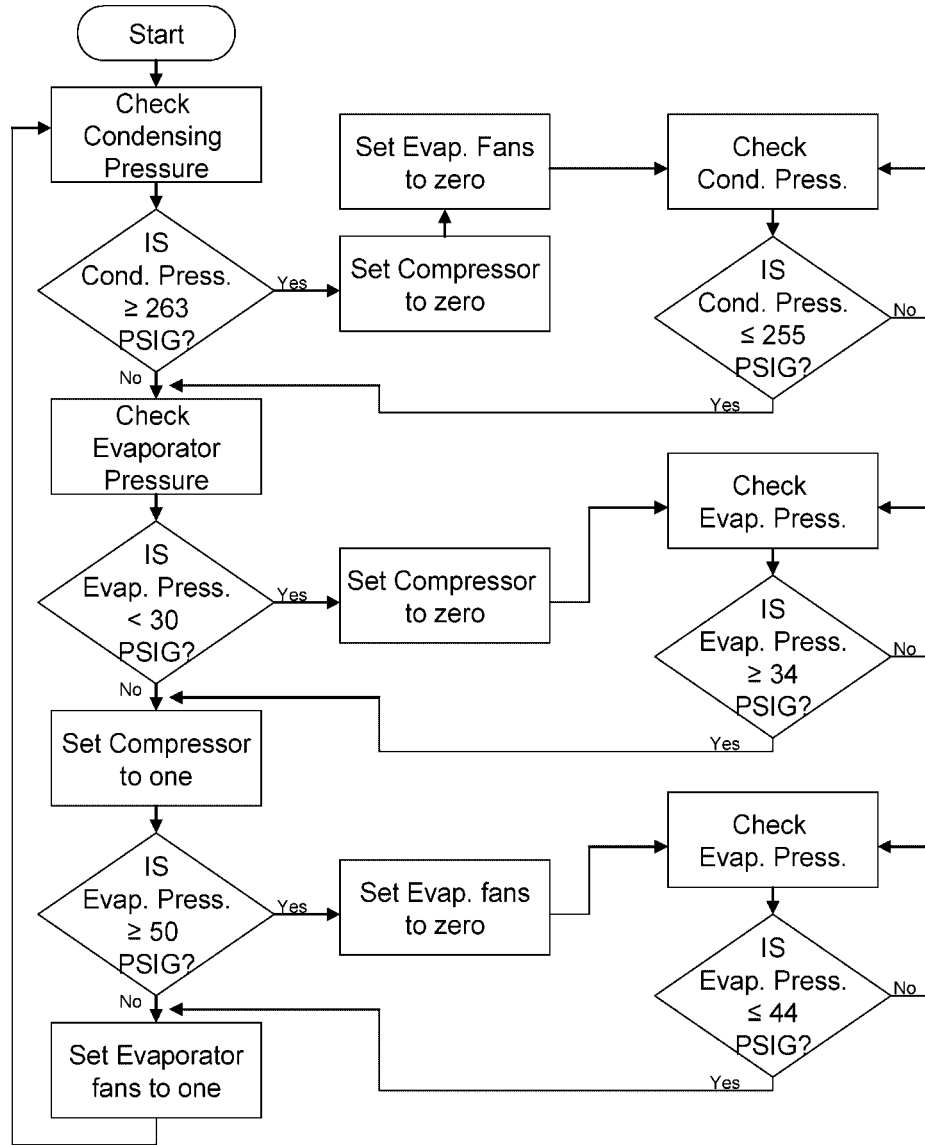 Start
Check
Condensing
Pressure
IS
Cond. Press.
≥ 263
PSIG?
Yes
No
Set Compressor
to zero
Set Evap. Fans
to zero
Check
Cond. Press.
IS
Cond. Press.
≤ 255
PSIG?
No
Yes
Check
Evaporator
Pressure
IS
Evap. Press.
< 30
PSIG?
Yes
No
Set Compressor
to zero
Check
Evap. Press.
IS
Evap. Press.
≥ 34
PSIG?
No
Yes
Set Compressor
to one
IS
Evap. Press.
≥ 50
PSIG?
Yes
No
Set Evap. fans
to zero
Check
Evap. Press.
IS
Evap. Press.
≤ 44
PSIG?
No
Yes
Set Evaporator
fans to one